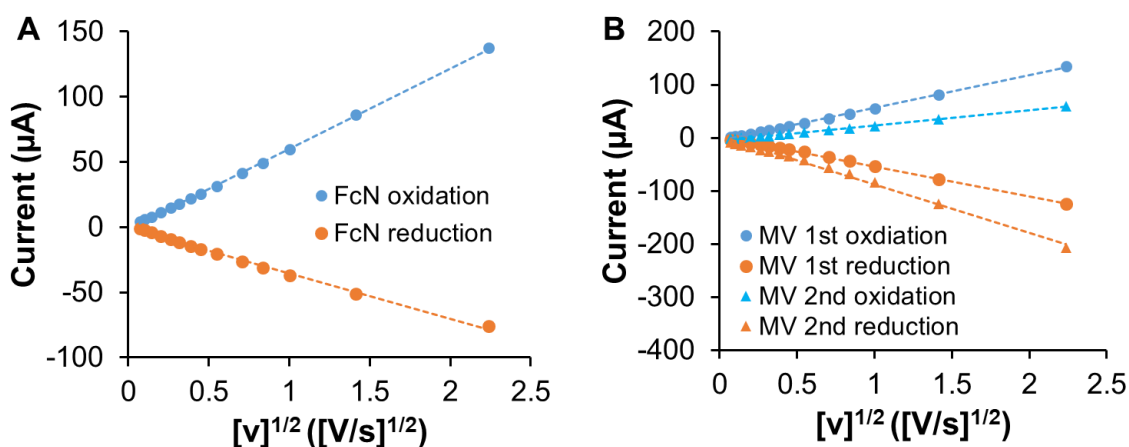 A
150
100
50
0
-50
-100
Current (µA)
FcN oxidation
FcN reduction
0 0.5 1 1.5 2 2.5
[v]1/2 ([V/s]1/2)
B
200
100
0
-100
-200
-300
-400
Current (µA)
MV 1st oxdiation
MV 1st reduction
MV 2nd oxidation
MV 2nd reduction
0 0.5 1 1.5 2 2.5
[v]1/2 ([V/s]1/2)